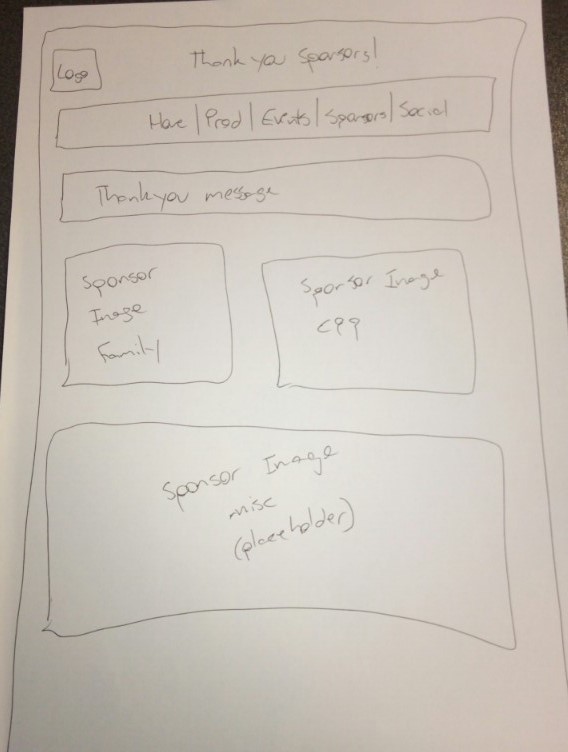 Thank you Sponsors!
Logo
Home | Prod | Events | Sponsors | Social
Thankyou message
Sponsor
Image
Family
Sponsor Image
CPP
Sponsor Image
misc
(placeholder)